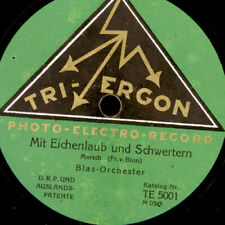 TRI-ERGON
PHOTO-ELECTRO-RECORD
Mit Eichenlaub und Schwertern
Marsch (Fr. v. Blon)
Blas-Orchester
D.R.P. UND
AUSLANDS-
PATENTE
Katalog-Nr.
TE 5001
M 0345